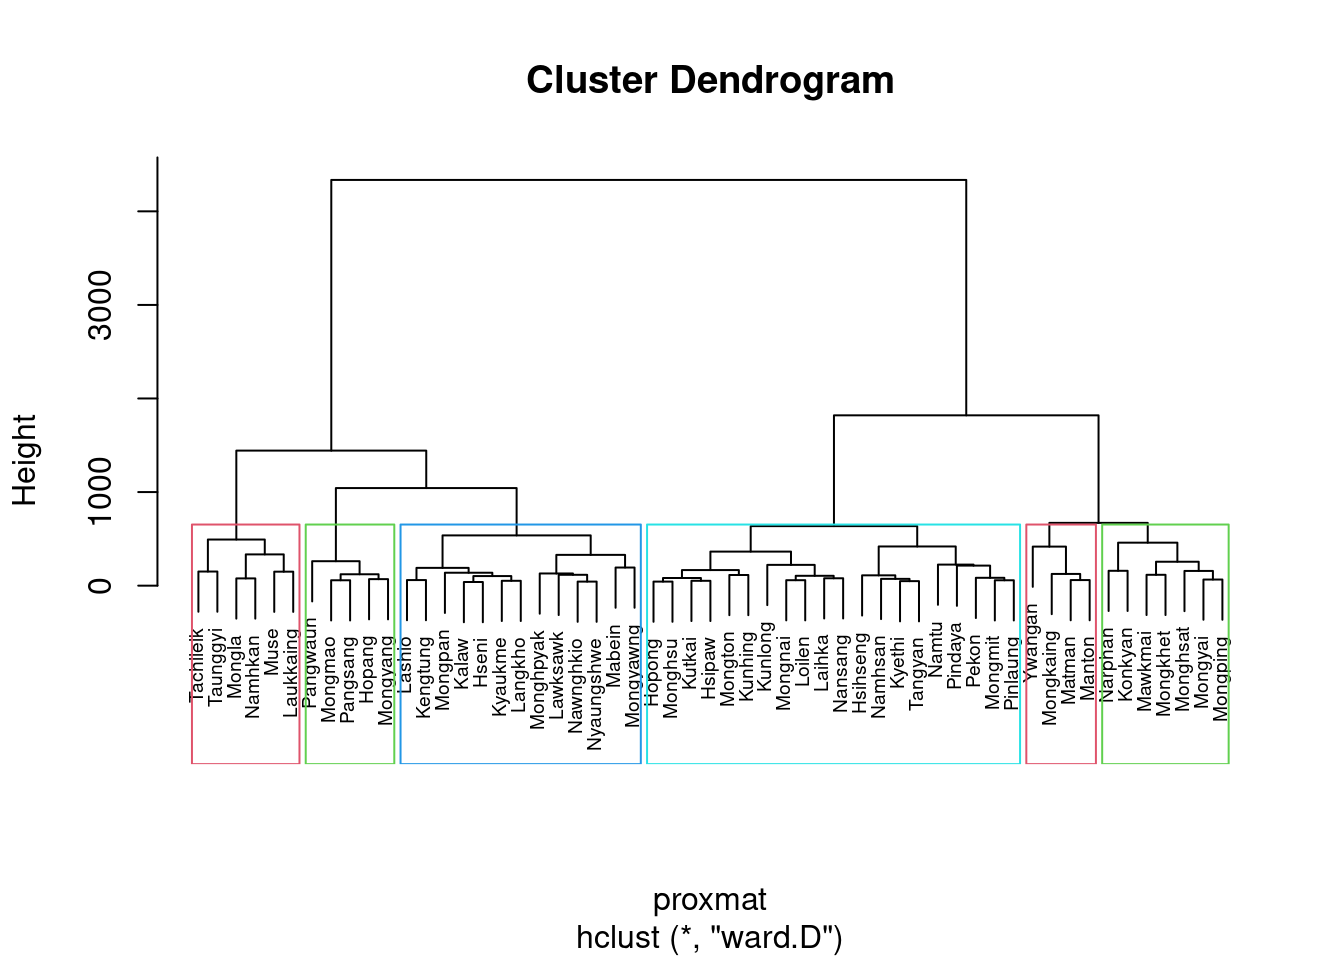 Cluster Dendrogram
Height
0
1000
3000
Tachileik
Taunggyi
Mongla
Namhkan
Muse
Laukkaing
Pangwaun
Mongmao
Pangsang
Hopang
Mongyang
Lashio
Kengtung
Mongpan
Kalaw
Hseni
Kyaukme
Langkho
Monghpyak
Lawksawk
Nawnghkio
Nyaungshwe
Mabein
Mongyawng
Hopong
Monghsu
Kutkai
Hsipaw
Mongton
Kunhing
Kunlong
Mongnai
Loilen
Laihka
Nansang
Hsihseng
Namhsan
Kyethi
Tangyan
Namtu
Pindaya
Pekon
Mongmit
Pinlaung
Ywangan
Mongkaing
Matman
Manton
Narphan
Konkyan
Mawkmai
Mongkhet
Monghsat
Mongyai
Mongping
proxmat
hclust (*, "ward.D")